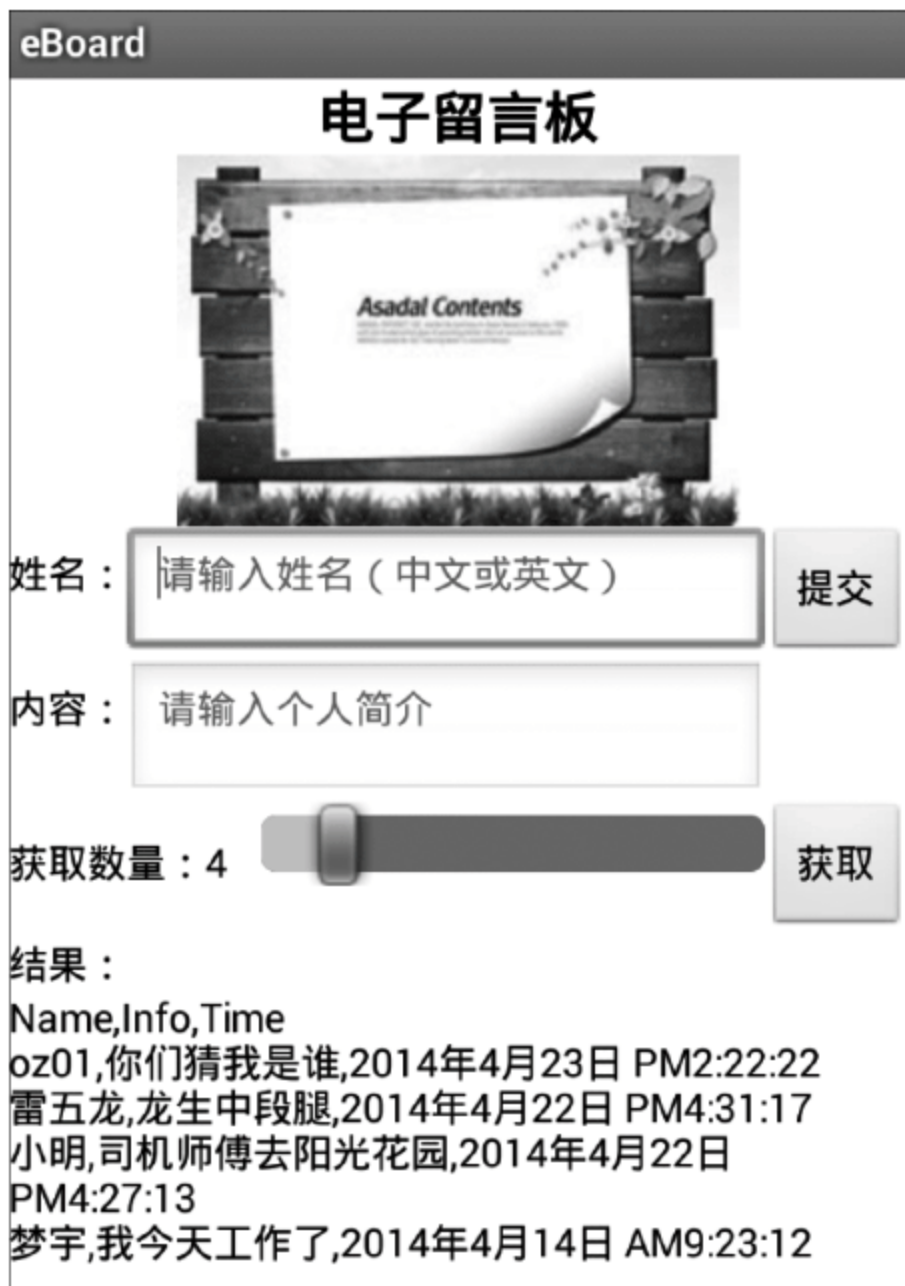 eBoard
电子留言板
Asadal Contents
姓名：
请输入姓名（中文或英文）
提交
内容：
请输入个人简介
获取数量：4
获取
结果：
Name,Info,Time
oz01,你们猜我是谁,2014年4月23日 PM2:22:22
雷五龙,龙生中段腿,2014年4月22日 PM4:31:17
小明,司机师傅去阳光花园,2014年4月22日
PM4:27:13
梦宇,我今天工作了,2014年4月14日 AM9:23:12